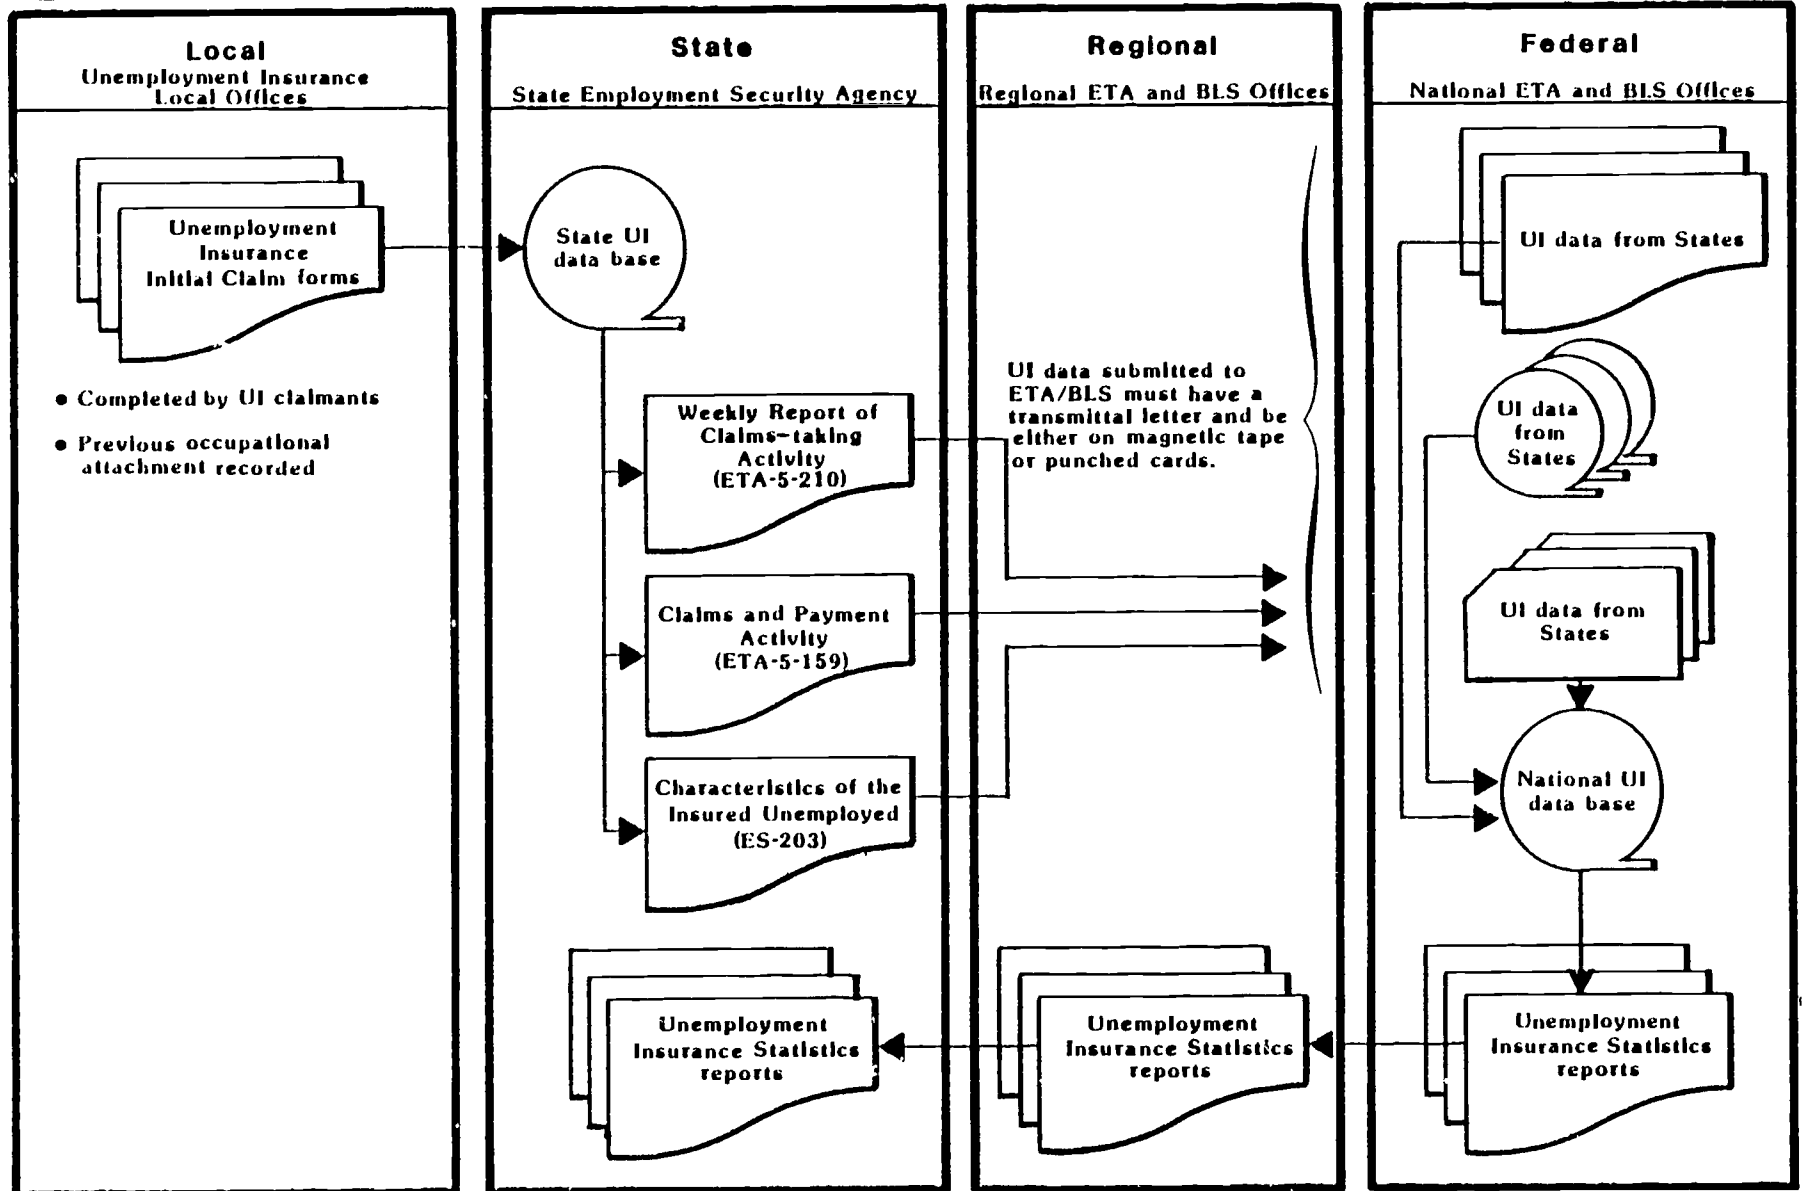 Local
Unemployment Insurance
Local Offices
Unemployment
Insurance
Initial Claim forms
• Completed by UI claimants
• Previous occupational
attachment recorded
State
State Employment Security Agency
State UI
data base
Weekly Report of
Claims-taking
Activity
(ETA-5-210)
Claims and Payment
Activity
(ETA-5-159)
Characteristics of the
Insured Unemployed
(ES-203)
Unemployment
Insurance Statistics
reports
Regional
Regional ETA and BLS Offices
UI data submitted to
ETA/BLS must have a
transmittal letter and be
either on magnetic tape
or punched cards.
Unemployment
Insurance Statistics
reports
Federal
National ETA and BLS Offices
UI data from States
UI data
from
States
UI data from
States
National UI
data base
Unemployment
Insurance Statistics
reports